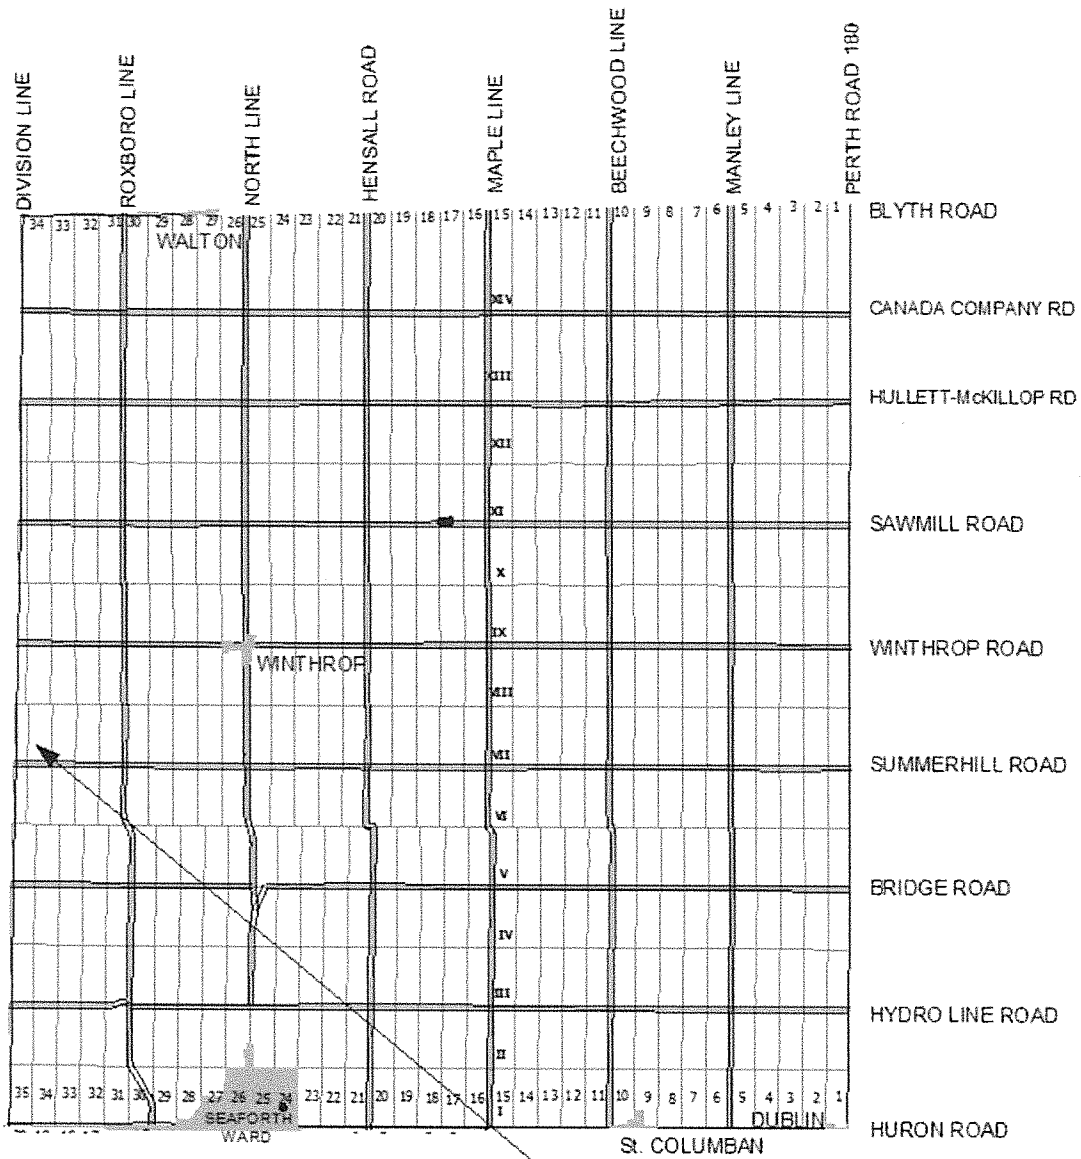 DIVISION LINE
ROXBORO LINE
NORTH LINE
HENSALL ROAD
MAPLE LINE
BEECHWOOD LINE
MANLEY LINE
PERTH ROAD 180
34 33 32 31 30 29 28 27 26 25 24 23 22 21 20 19 18 17 16 15 14 13 12 11 10 9 8 7 6 5 4 3 2 1
BLYTH ROAD
WALTON
XIV
CANADA COMPANY RD
XIII
HULLETT-McKILLOP RD
XII
XI
SAWMILL ROAD
X
IX
WINTHROP ROAD
WINTHROP
VIII
VII
SUMMERHILL ROAD
VI
V
BRIDGE ROAD
IV
III
HYDRO LINE ROAD
II
35 34 33 32 31 30 29 28 27 26 25 24 23 22 21 20 19 18 17 16 15 14 13 12 11 10 9 8 7 6 5 4 3 2 1
I
SEAFORTH
WARD
DUBLIN
HURON ROAD
St. COLUMBAN